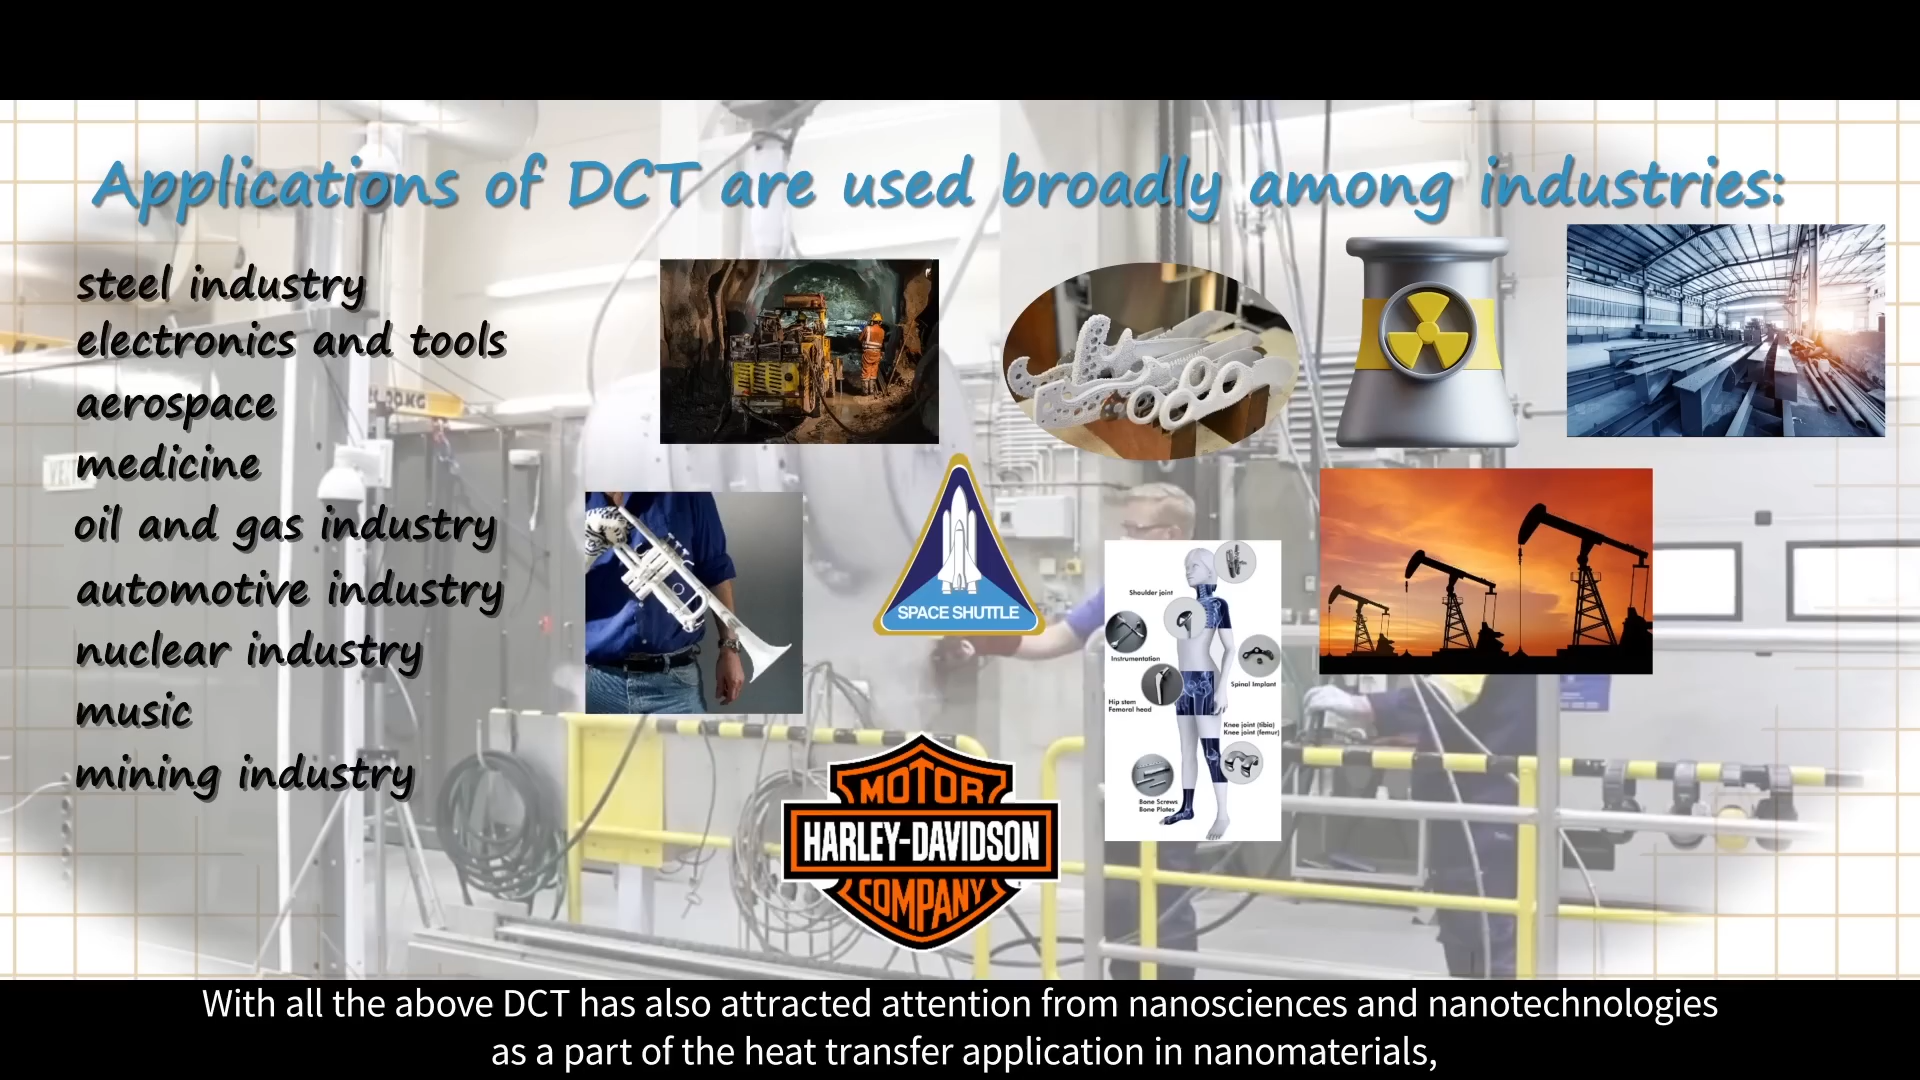 Applications of DCT are used broadly among industries:
steel industry
electronics and tools
aerospace
medicine
oil and gas industry
automotive industry
nuclear industry
music
mining industry
SPACE SHUTTLE
Shoulder joint
Instrumentation
Spinal Implant
Hip stem
Femoral head
Knee joint (tibia)
Knee joint (femur)
Bone Screws
Bone Plates
MOTOR
HARLEY-DAVIDSON
COMPANY
With all the above DCT has also attracted attention from nanosciences and nanotechnologies
as a part of the heat transfer application in nanomaterials,